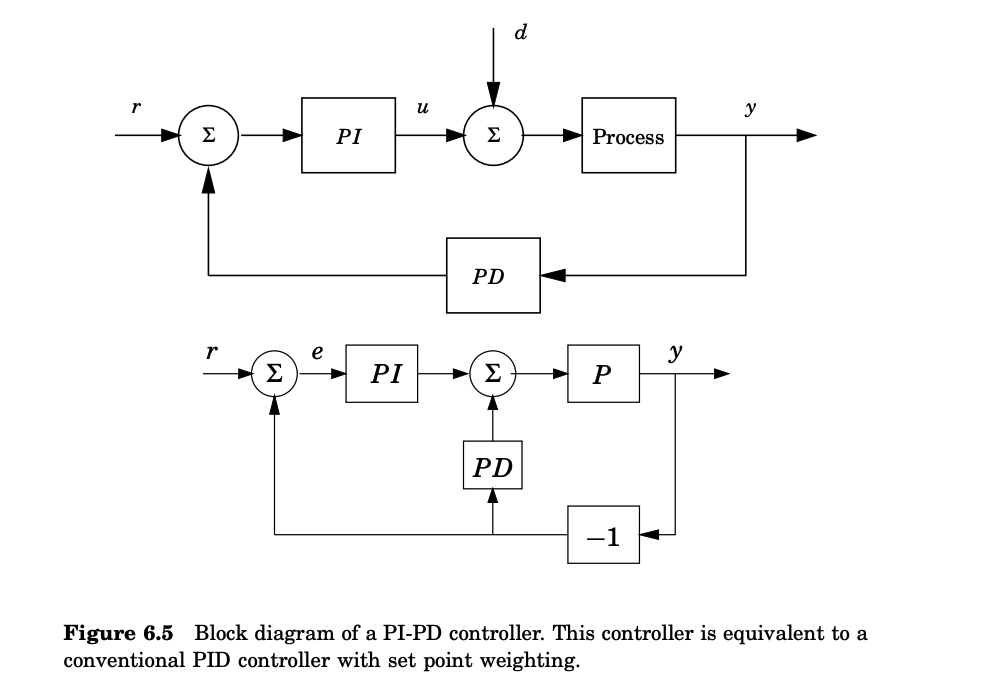 d
r
Σ
PI
u
Σ
Process
y
PD
r
Σ
e
PI
Σ
P
y
PD
−1
Figure 6.5 Block diagram of a PI-PD controller. This controller is equivalent to a
conventional PID controller with set point weighting.